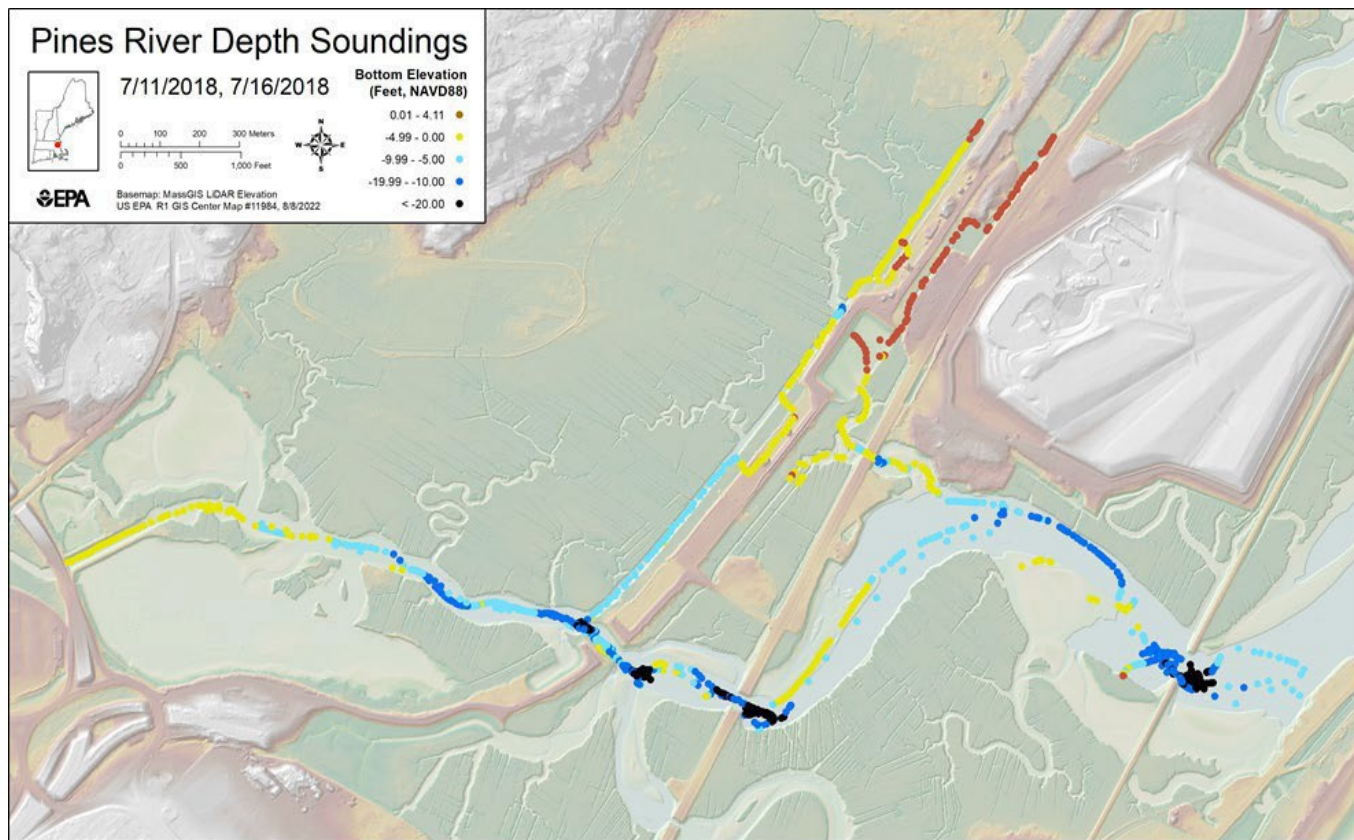 Pines River Depth Soundings
7/11/2018, 7/16/2018
Bottom Elevation
(Feet, NAVD88)
0.01 - 4.11
-4.99 - 0.00
-9.99 - -5.00
-19.99 - -10.00
< -20.00
N
W E
S
0 100 200 300 Meters
0 500 1,000 Feet
EPA
Basemap: MassGIS LiDAR Elevation
US EPA R1 GIS Center Map #11984, 8/8/2022